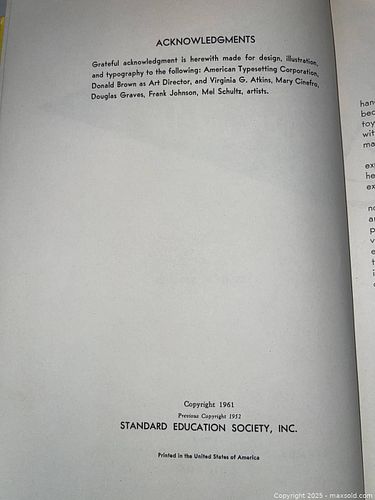 ACKNOWLEDGMENTS
Grateful acknowledgment is herewith made for design, illustration,
and typography to the following: American Typesetting Corporation,
Donald Brown as Art Director, and Virginia G. Atkins, Mary Cinefro,
Douglas Graves, Frank Johnson, Mel Schultz, artists.
Copyright 1961
Previous Copyright 1952
STANDARD EDUCATION SOCIETY, INC.
Printed in the United States of America
Copyright 2025 - maxsold.com